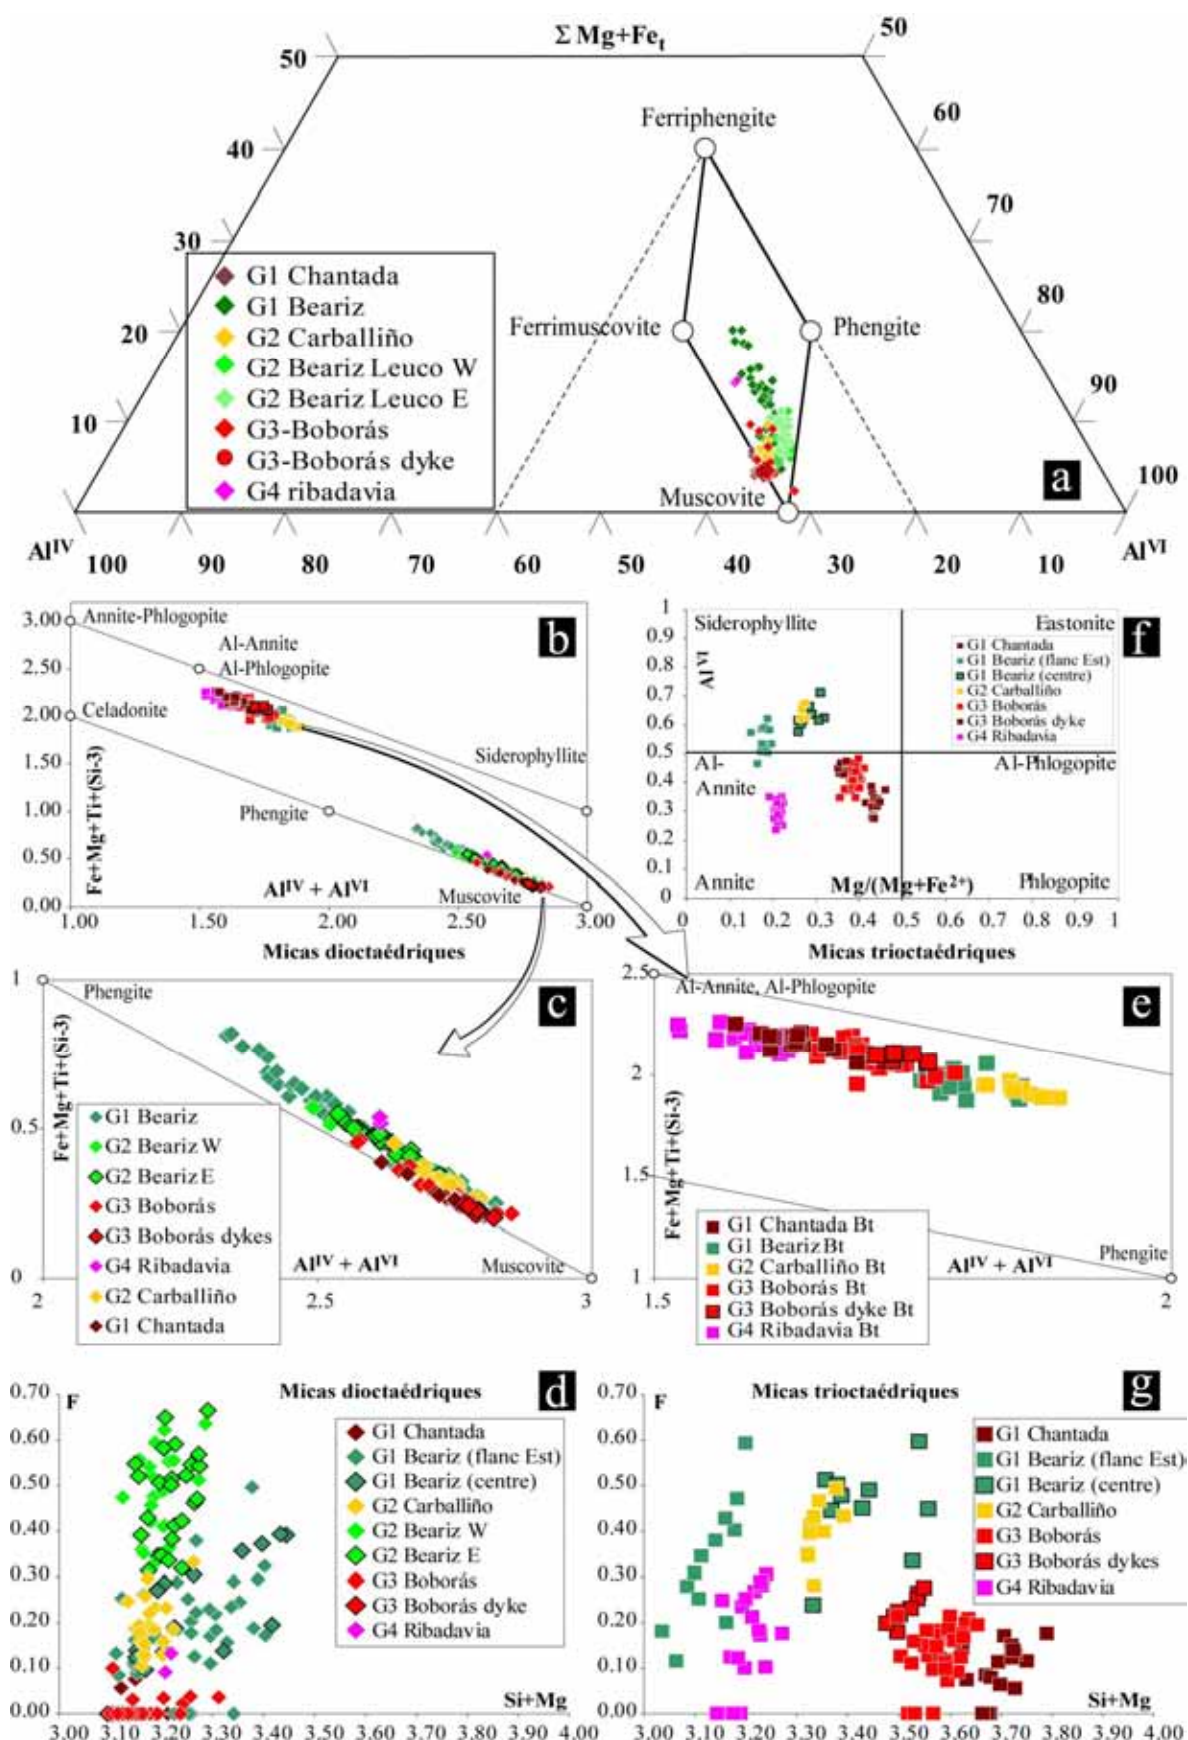 Σ Mg+Fet
50
50
Ferriphengite
40
60
30
70
G1 Chantada
G1 Beariz
G2 Carballiño
G2 Beariz Leuco W
G2 Beariz Leuco E
G3-Boborás
G3-Boborás dyke
G4 ribadavia
20
Ferrimuscovite
Phengite
80
10
90
Muscovite
a
100
AlIV
100 90 80 70 60 50 40 30 10
AlVI
b
3.00
2.50
2.00
1.50
1.00
0.50
0.00
Fe+Mg+Ti+(Si-3)
Annite-Phlogopite
Al-Annite
Al-Phlogopite
Celadonite
Siderophyllite
Phengite
Muscovite
AlIV + AlVI
1.00 1.50 2.00 2.50 3.00
Micas dioctaédriques
f
1
0.9
0.8
0.7
0.6
0.5
0.4
0.3
0.2
0.1
0
AlVI
Siderophyllite
Eastonite
G1 Chantada
G1 Beariz (flanc Est)
G1 Beariz (centre)
G2 Carballiño
G3 Boborás
G3 Boborás dyke
G4 Ribadavia
Al-
Annite
Al-Phlogopite
Annite
Mg/(Mg+Fe2+)
Phlogopite
0 0.1 0.2 0.3 0.4 0.5 0.6 0.7 0.8 0.9 1
Micas trioctaédriques
c
1
0.5
0
Fe+Mg+Ti+(Si-3)
Phengite
G1 Beariz
G2 Beariz W
G2 Beariz E
G3 Boborás
G3 Boborás dykes
G4 Ribadavia
G2 Carballiño
G1 Chantada
AlIV + AlVI
Muscovite
2 2.5 3
e
2.5
2
1.5
1
Fe+Mg+Ti+(Si-3)
Al-Annite, Al-Phlogopite
G1 Chantada Bt
G1 Beariz Bt
G2 Carballiño Bt
G3 Boborás Bt
G3 Boborás dyke Bt
G4 Ribadavia Bt
Phengite
AlIV + AlVI
1.5 2
d
0.70
0.60
0.50
0.40
0.30
0.20
0.10
0.00
F
Micas dioctaédriques
G1 Chantada
G1 Beariz (flanc Est)
G1 Beariz (centre)
G2 Carballiño
G2 Beariz W
G2 Beariz E
G3 Boborás
G3 Boborás dyke
G4 Ribadavia
Si+Mg
3.00 3.10 3.20 3.30 3.40 3.50 3.60 3.70 3.80 3.90 4.00
g
0.70
0.60
0.50
0.40
0.30
0.20
0.10
0.00
F
Micas trioctaédriques
G1 Chantada
G1 Beariz (flanc Est)
G1 Beariz (centre)
G2 Carballiño
G3 Boborás
G3 Boborás dykes
G4 Ribadavia
Si+Mg
3.00 3.10 3.20 3.30 3.40 3.50 3.60 3.70 3.80 3.90 4.00